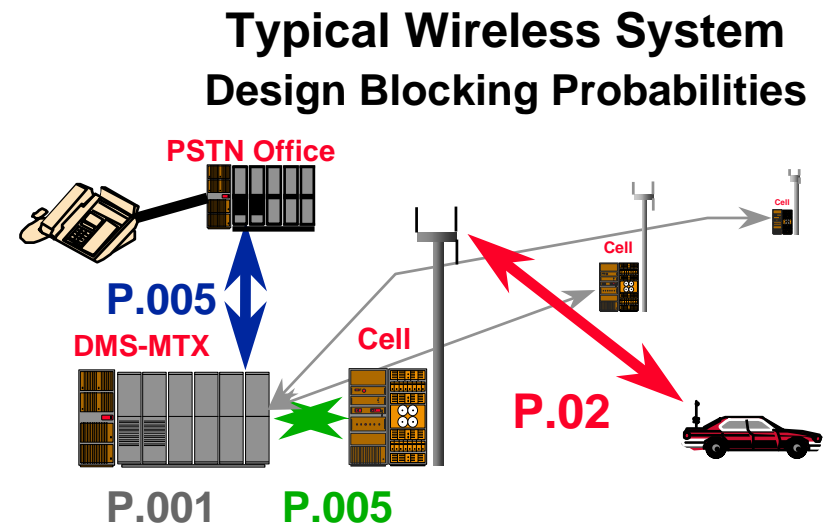 Typical Wireless System
Design Blocking Probabilities
PSTN Office
Cell
Cell
P.005
DMS-MTX
Cell
P.02
P.001
P.005